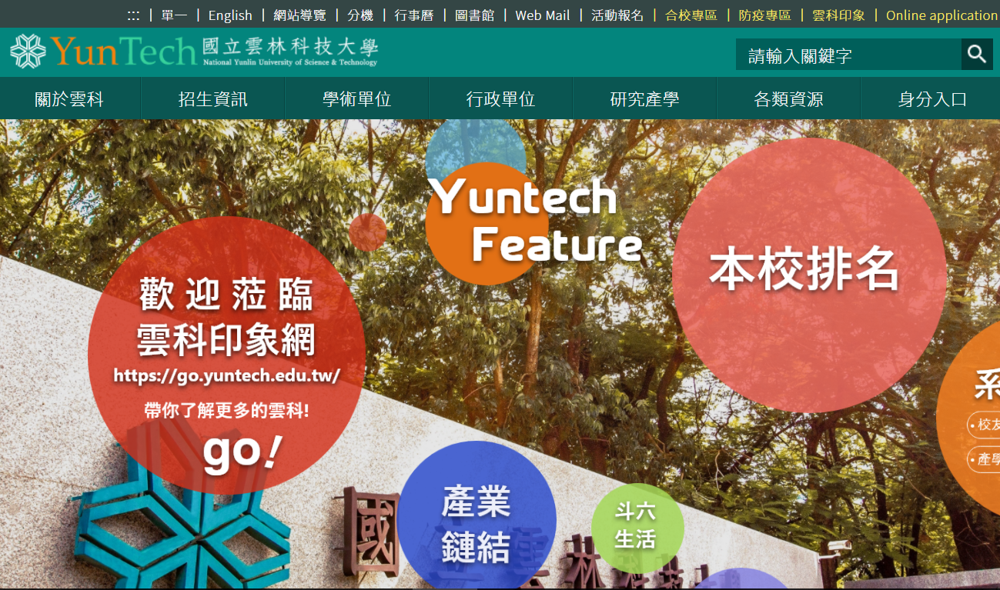 ::: | 單一 | English | 網站導覽 | 分機 | 行事曆 | 圖書館 | Web Mail | 活動報名 | 合校專區 | 防疫專區 | 雲科印象 | Online application
YunTech 國立雲林科技大學
National Yunlin University of Science & Technology
請輸入關鍵字
關於雲科 招生資訊 學術單位 行政單位 研究產學 各類資源 身分入口
Yuntech
Feature
本校排名
歡迎蒞臨
雲科印象網
https://go.yuntech.edu.tw/
帶你了解更多的雲科!
go!
系
• 校友
• 產學
產業
鏈結
斗六
生活
國 雲林科技